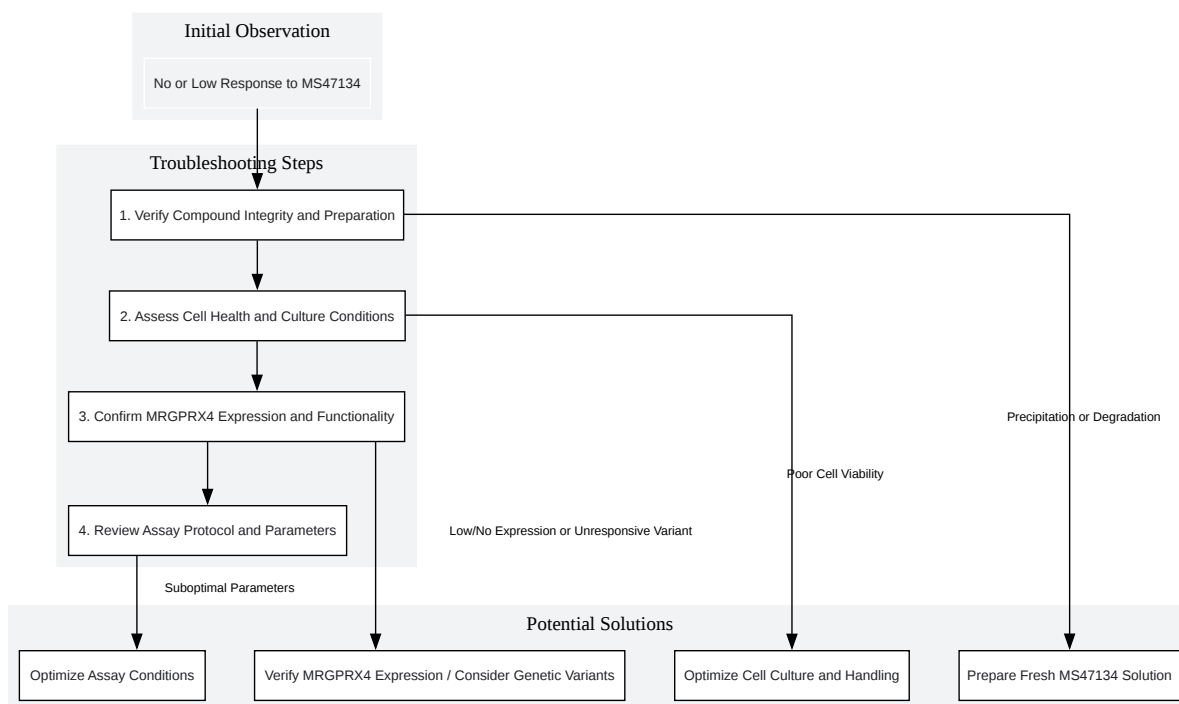 Initial Observation
No or Low Response to MS47134
Troubleshooting Steps
1. Verify Compound Integrity and Preparation
2. Assess Cell Health and Culture Conditions
3. Confirm MRGPRX4 Expression and Functionality
Precipitation or Degradation
Poor Cell Viability
4. Review Assay Protocol and Parameters
Low/No Expression or Unresponsive Variant
Suboptimal Parameters
Potential Solutions
Optimize Assay Conditions
Verify MRGPRX4 Expression / Consider Genetic Variants
Optimize Cell Culture and Handling
Prepare Fresh MS47134 Solution